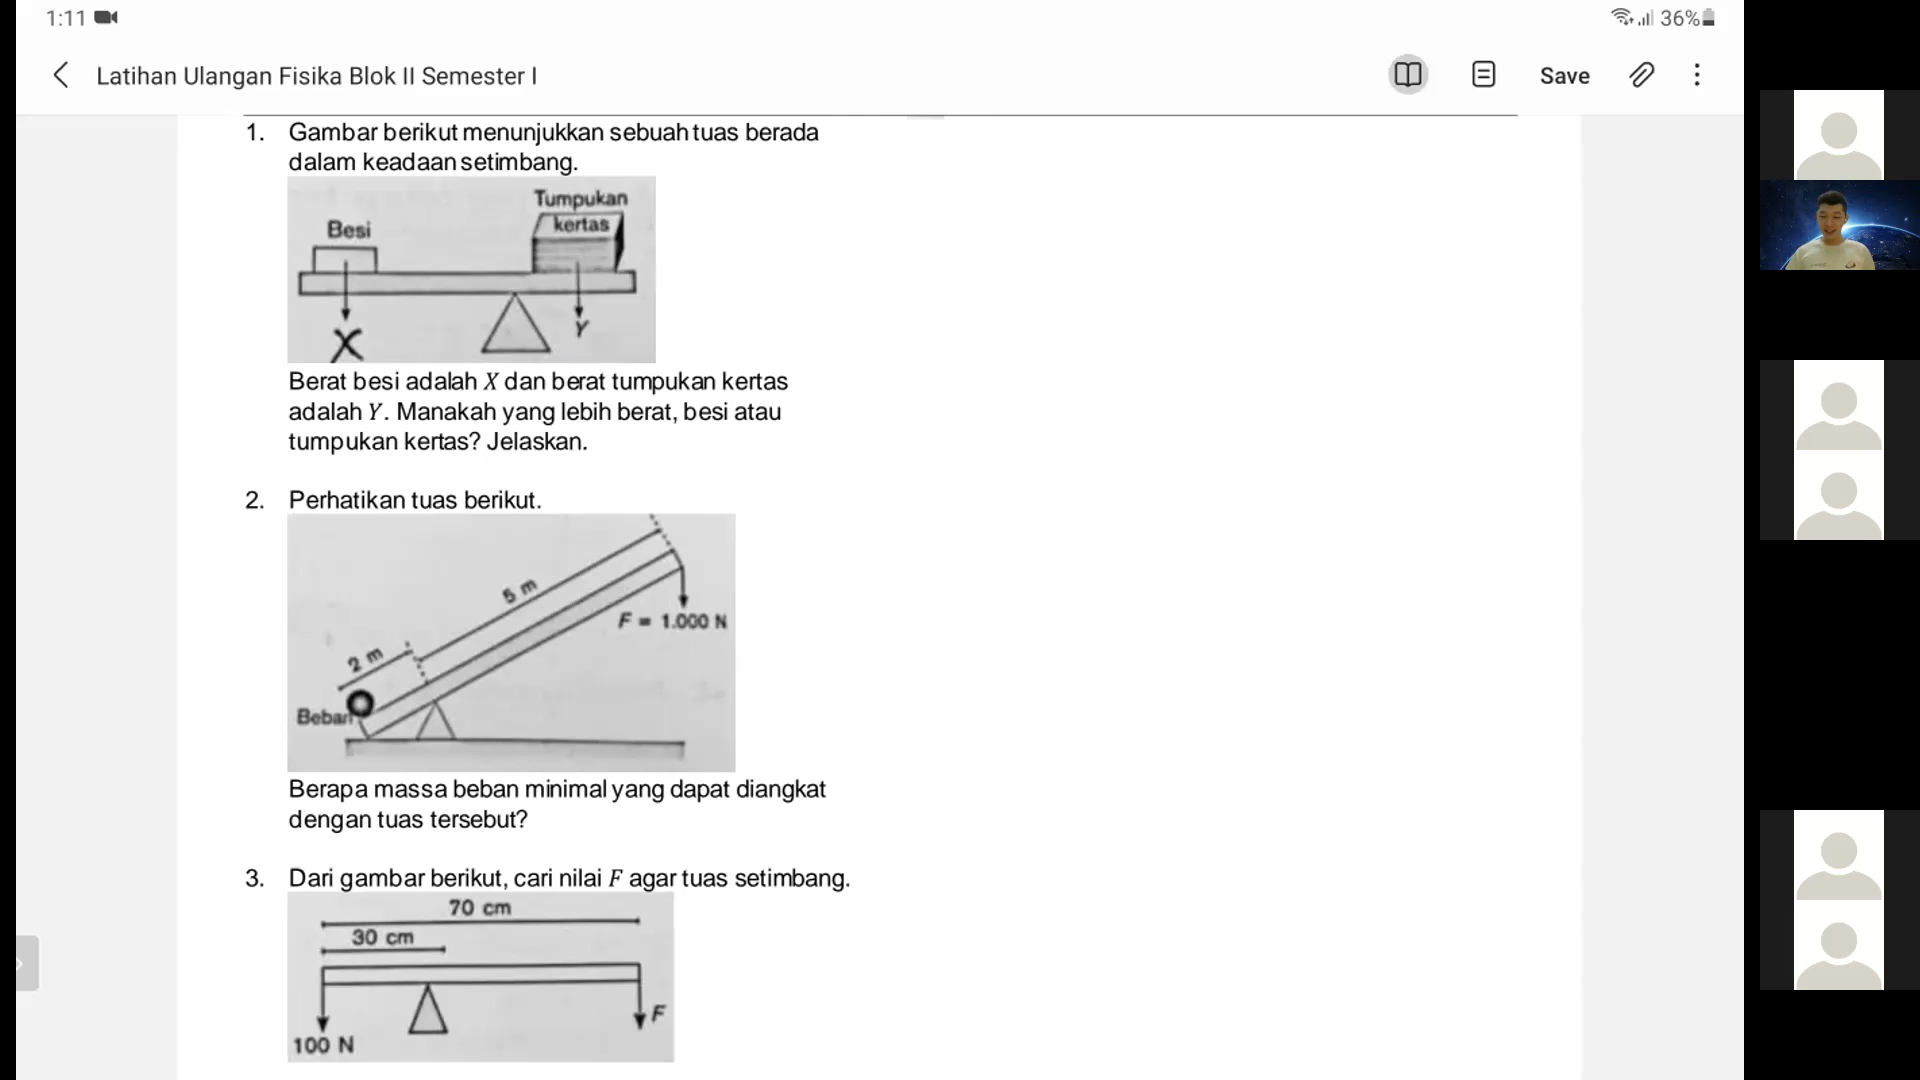 1:11
36%
Latihan Ulangan Fisika Blok II Semester I
Save
1. Gambar berikut menunjukkan sebuah tuas berada
dalam keadaan setimbang.
Tumpukan
kertas
Besi
X
Y
Berat besi adalah X dan berat tumpukan kertas
adalah Y. Manakah yang lebih berat, besi atau
tumpukan kertas? Jelaskan.
2. Perhatikan tuas berikut.
5 m
F = 1.000 N
2 m
Beban
Berapa massa beban minimal yang dapat diangkat
dengan tuas tersebut?
3. Dari gambar berikut, cari nilai F agar tuas setimbang.
70 cm
30 cm
F
100 N